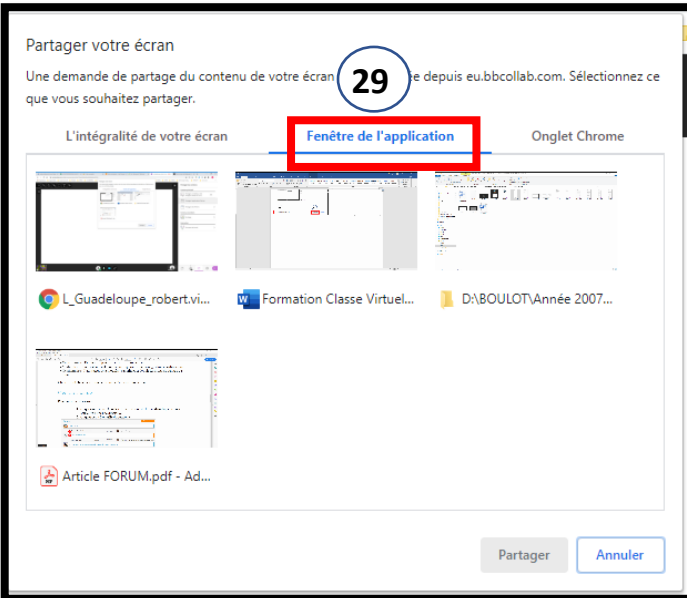 Partager votre écran
Une demande de partage du contenu de votre écran 29 e depuis eu.bbcollab.com. Sélectionnez ce
que vous souhaitez partager.
L'intégralité de votre écran Fenêtre de l'application Onglet Chrome
L_Guadeloupe_robert.vi... Formation Classe Virtuel... D:\BOULOT\Année 2007...
Article FORUM.pdf - Ad...
Partager Annuler